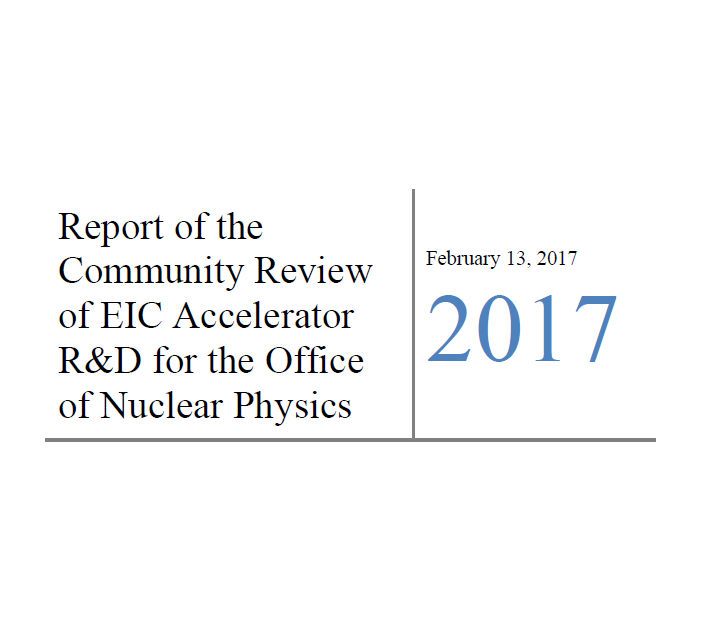 Report of the
Community Review
of EIC Accelerator
R&D for the Office
of Nuclear Physics
February 13, 2017
2017